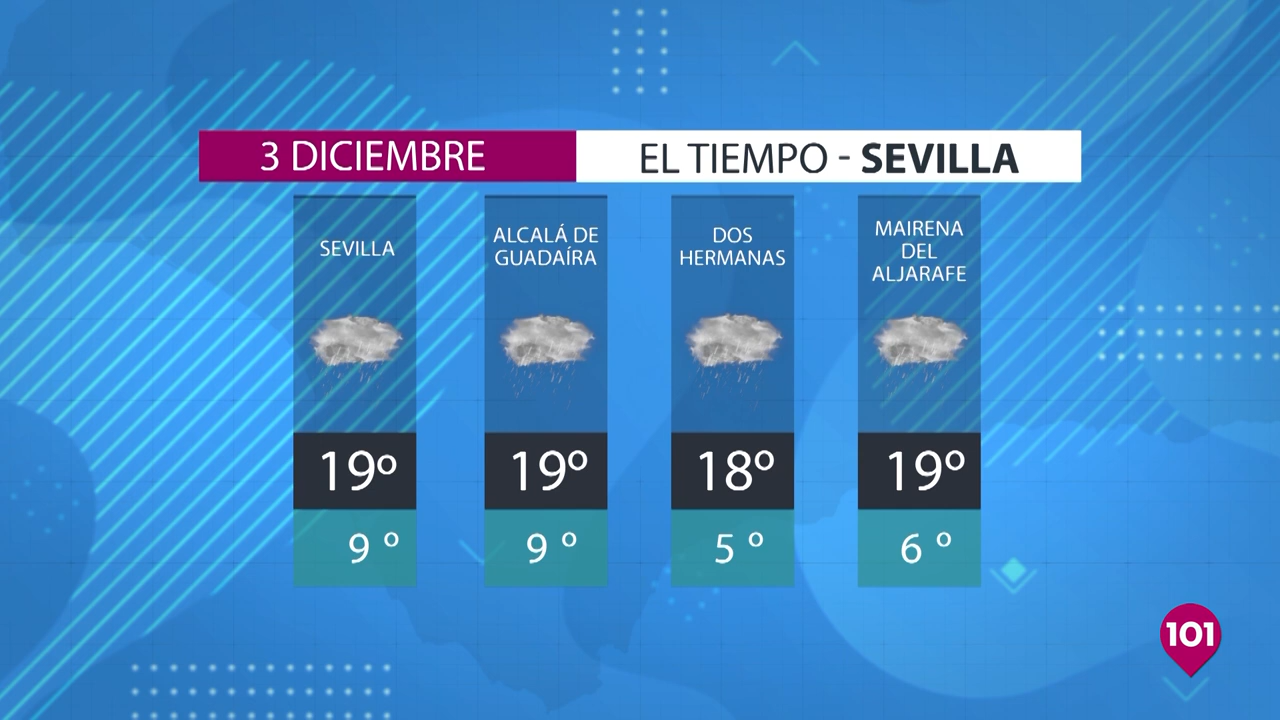 3 DICIEMBRE
EL TIEMPO - SEVILLA
SEVILLA
19º
9 º
ALCALÁ DE
GUADAÍRA
19º
9 º
DOS
HERMANAS
18º
5 º
MAIRENA
DEL
ALJARAFE
19º
6 º
101